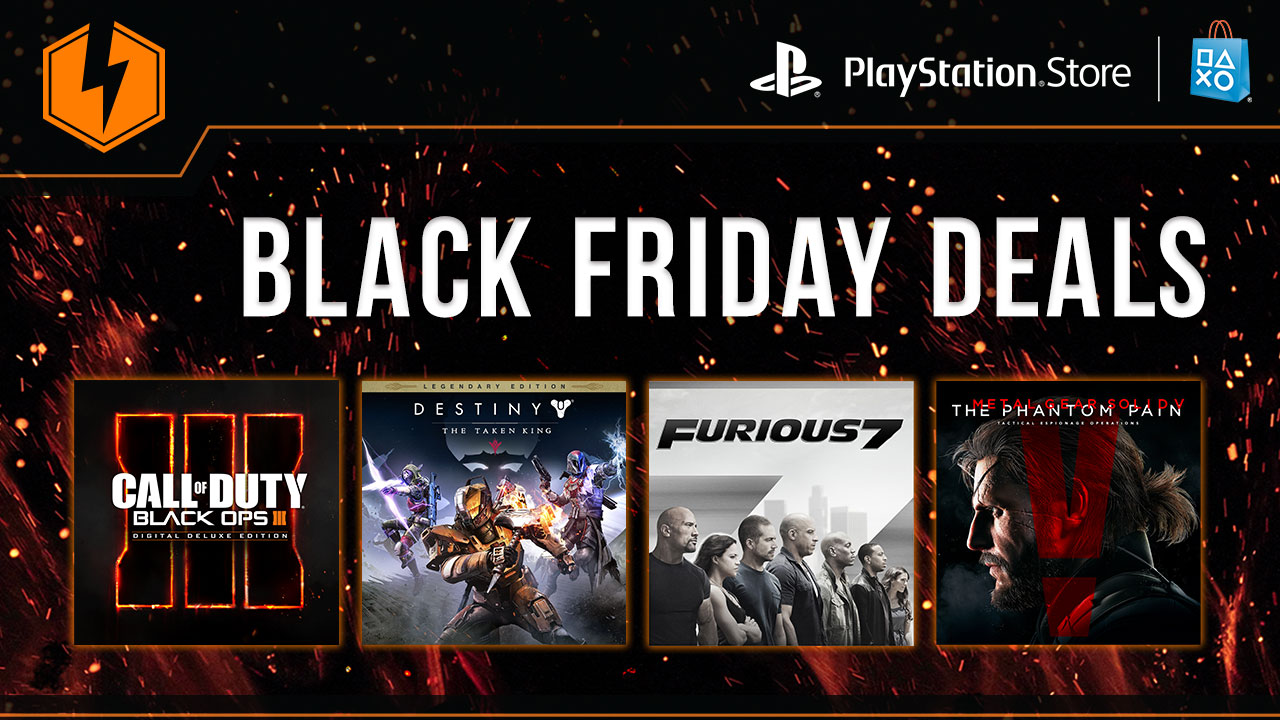 PlayStation®Store
BLACK FRIDAY DEALS
CALL OF DUTY
BLACK OPS III
DIGITAL DELUXE EDITION
LEGENDARY EDITION
DESTINY
THE TAKEN KING
FURIOUS 7
METAL GEAR SOLID V
THE PHANTOM PAIN
TACTICAL ESPIONAGE OPERATIONS